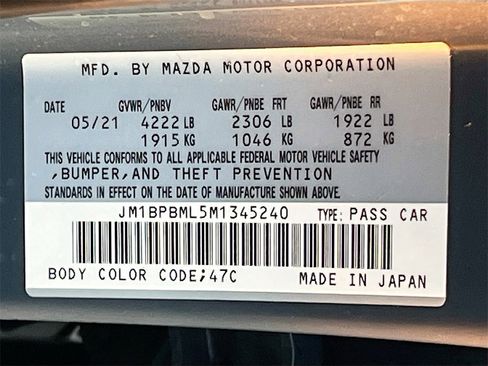 MFD. BY MAZDA MOTOR CORPORATION
DATE GVWR/PNBV GAWR/PNBE FRT GAWR/PNBE RR
05/21 4222 LB 2306 LB 1922 LB
1915 KG 1046 KG 872 KG
THIS VEHICLE CONFORMS TO ALL APPLICABLE FEDERAL MOTOR VEHICLE SAFETY
,BUMPER,AND THEFT PREVENTION
STANDARDS IN EFFECT ON THE DATE OF MANUFACTURE SHOWN ABOVE.
JM1BPBML5M1345240 TYPE: PASS CAR
BODY COLOR CODE;47C MADE IN JAPAN